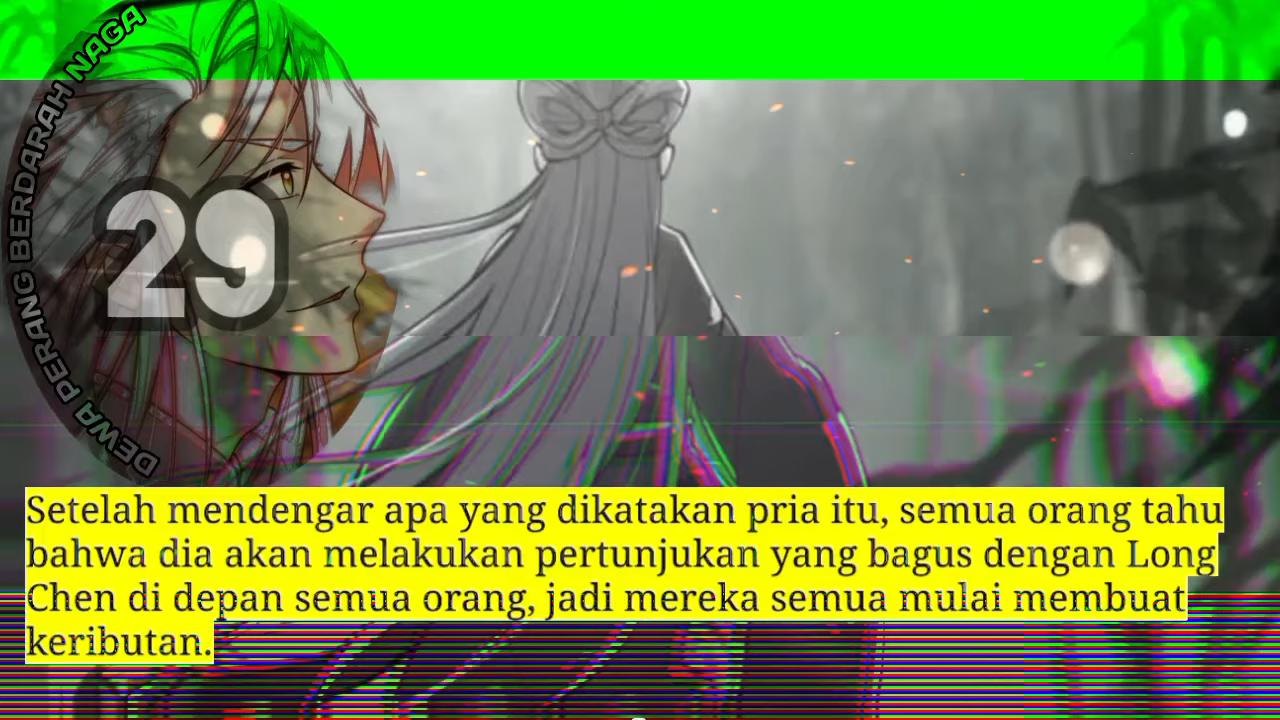 DEWA PERANG BERDARAH NAGA
29
Setelah mendengar apa yang dikatakan pria itu, semua orang tahu
bahwa dia akan melakukan pertunjukan yang bagus dengan Long
Chen di depan semua orang, jadi mereka semua mulai membuat
keributan.